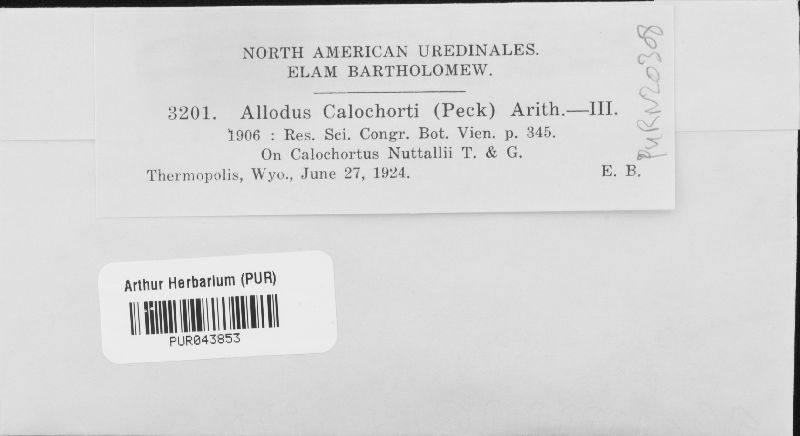 NORTH AMERICAN UREDINALES.
ELAM BARTHOLOMEW.
3201. Allodus Calochorti (Peck) Arith.—III.
1906 : Res. Sci. Congr. Bot. Vien. p. 345.
On Calochortus Nuttallii T. & G.
Thermopolis, Wyo., June 27, 1924. E. B.
PURN20308
Arthur Herbarium (PUR)
PUR043853